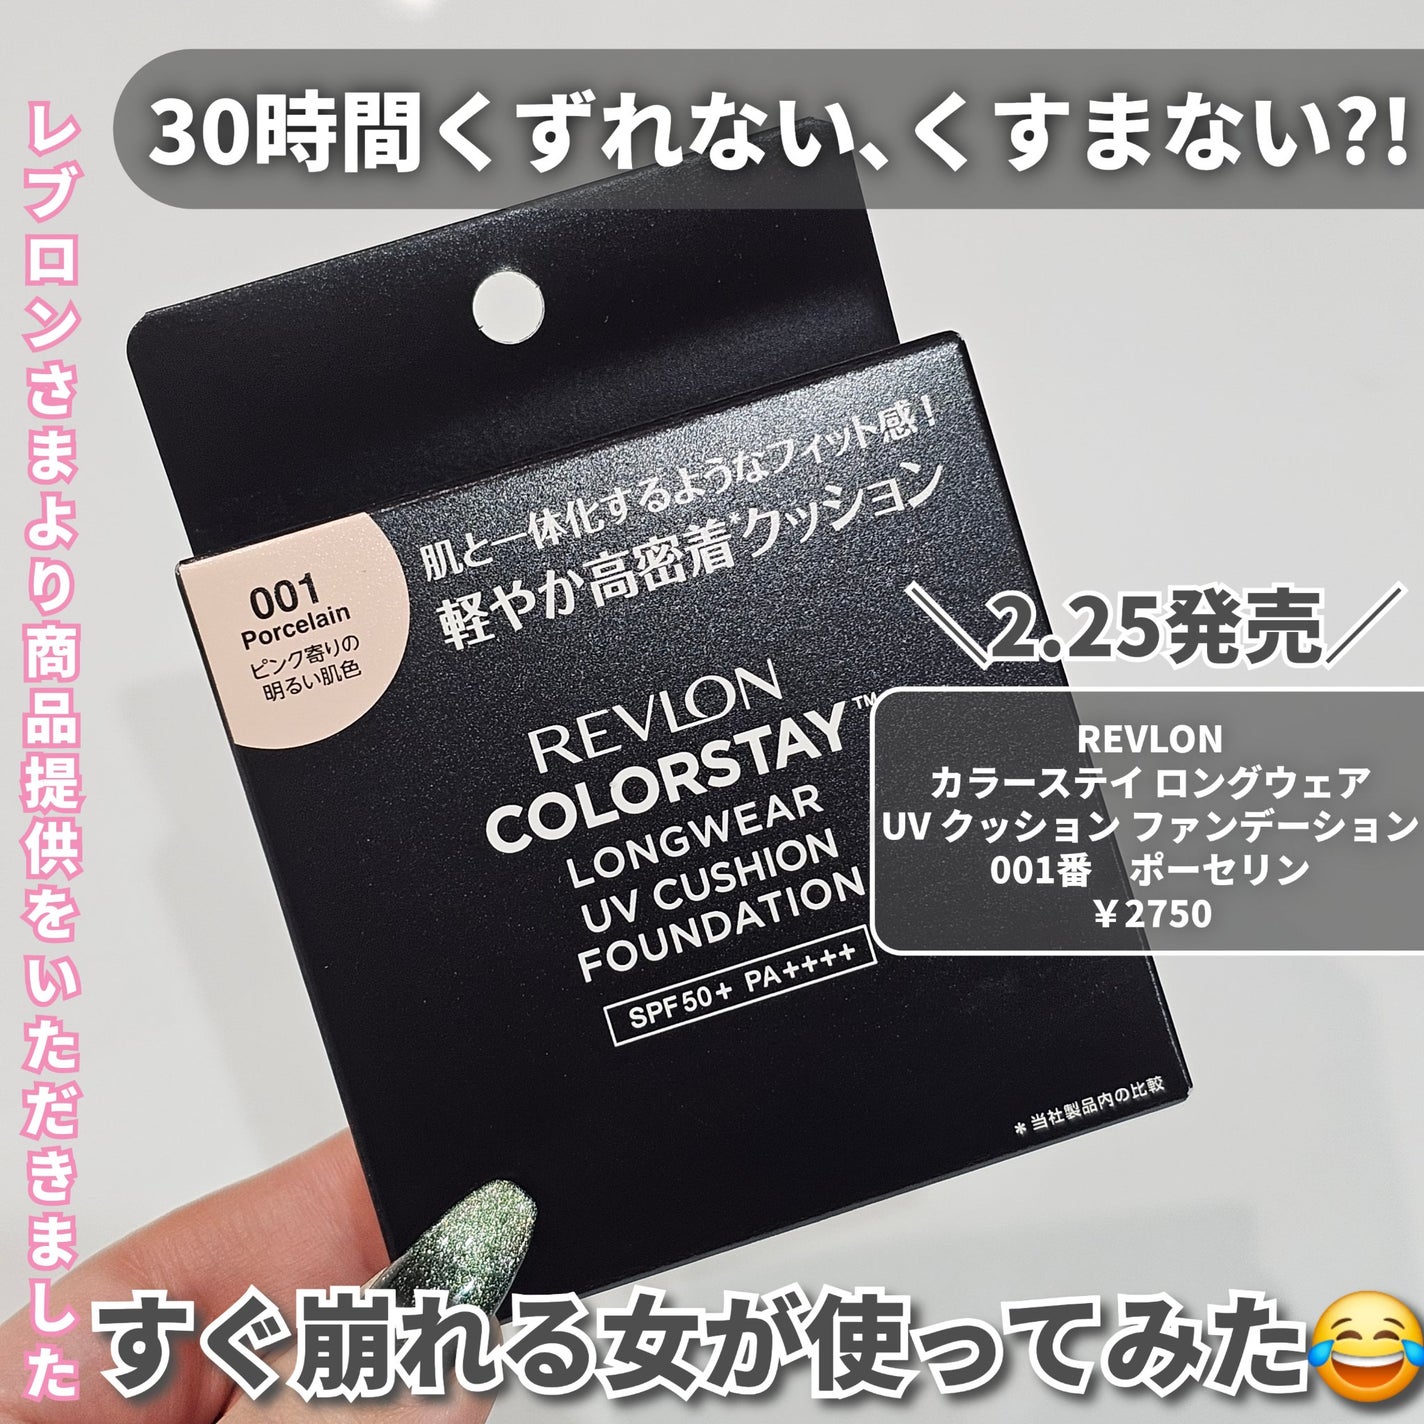 30時間くずれない、くすまない?!
レブロンさまより商品提供をいただきました
肌と一体化するようなフィット感!
軽やか高密着*クッション
001
Porcelain
ピンク寄りの
明るい肌色
REVLON
COLORSTAY™
LONGWEAR
UV CUSHION
FOUNDATION
SPF50+ PA++++
*当社製品内の比較
＼2.25発売／
REVLON
カラーステイ ロングウェア
UV クッション ファンデーション
001番　ポーセリン
￥2750
すぐ崩れる女が使ってみた😂